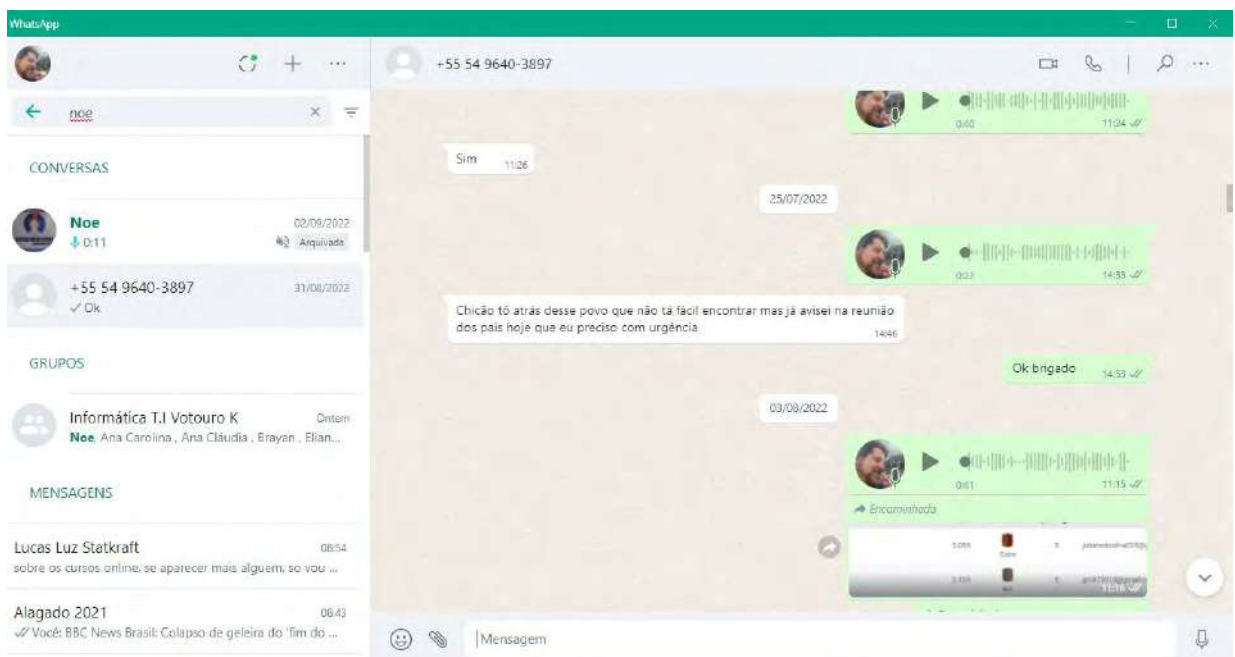 WhatsApp
noe
CONVERSAS
Noe
02/09/2022
0:11
Arquivada
+55 54 9640-3897
31/08/2022
Ok
GRUPOS
Informática T.I Votouro K
Ontem
Noe, Ana Carolina , Ana Cláudia , Brayan , Elian...
MENSAGENS
Lucas Luz Statkraft
08:54
sobre os cursos online, se aparecer mais alguem, so vou ...
Alagado 2021
08:43
Você: BBC News Brasil: Colapso de geleira do 'fim do ...
+55 54 9640-3897
0:40
11:24
Sim
11:26
25/07/2022
0:23
14:33
Chicão tô atrás desse povo que não tá fácil encontrar mas já avisei na reunião
dos pais hoje que eu preciso com urgência
14:46
Ok brigado
14:53
03/08/2022
11:15
Encaminhada
11:16
Mensagem